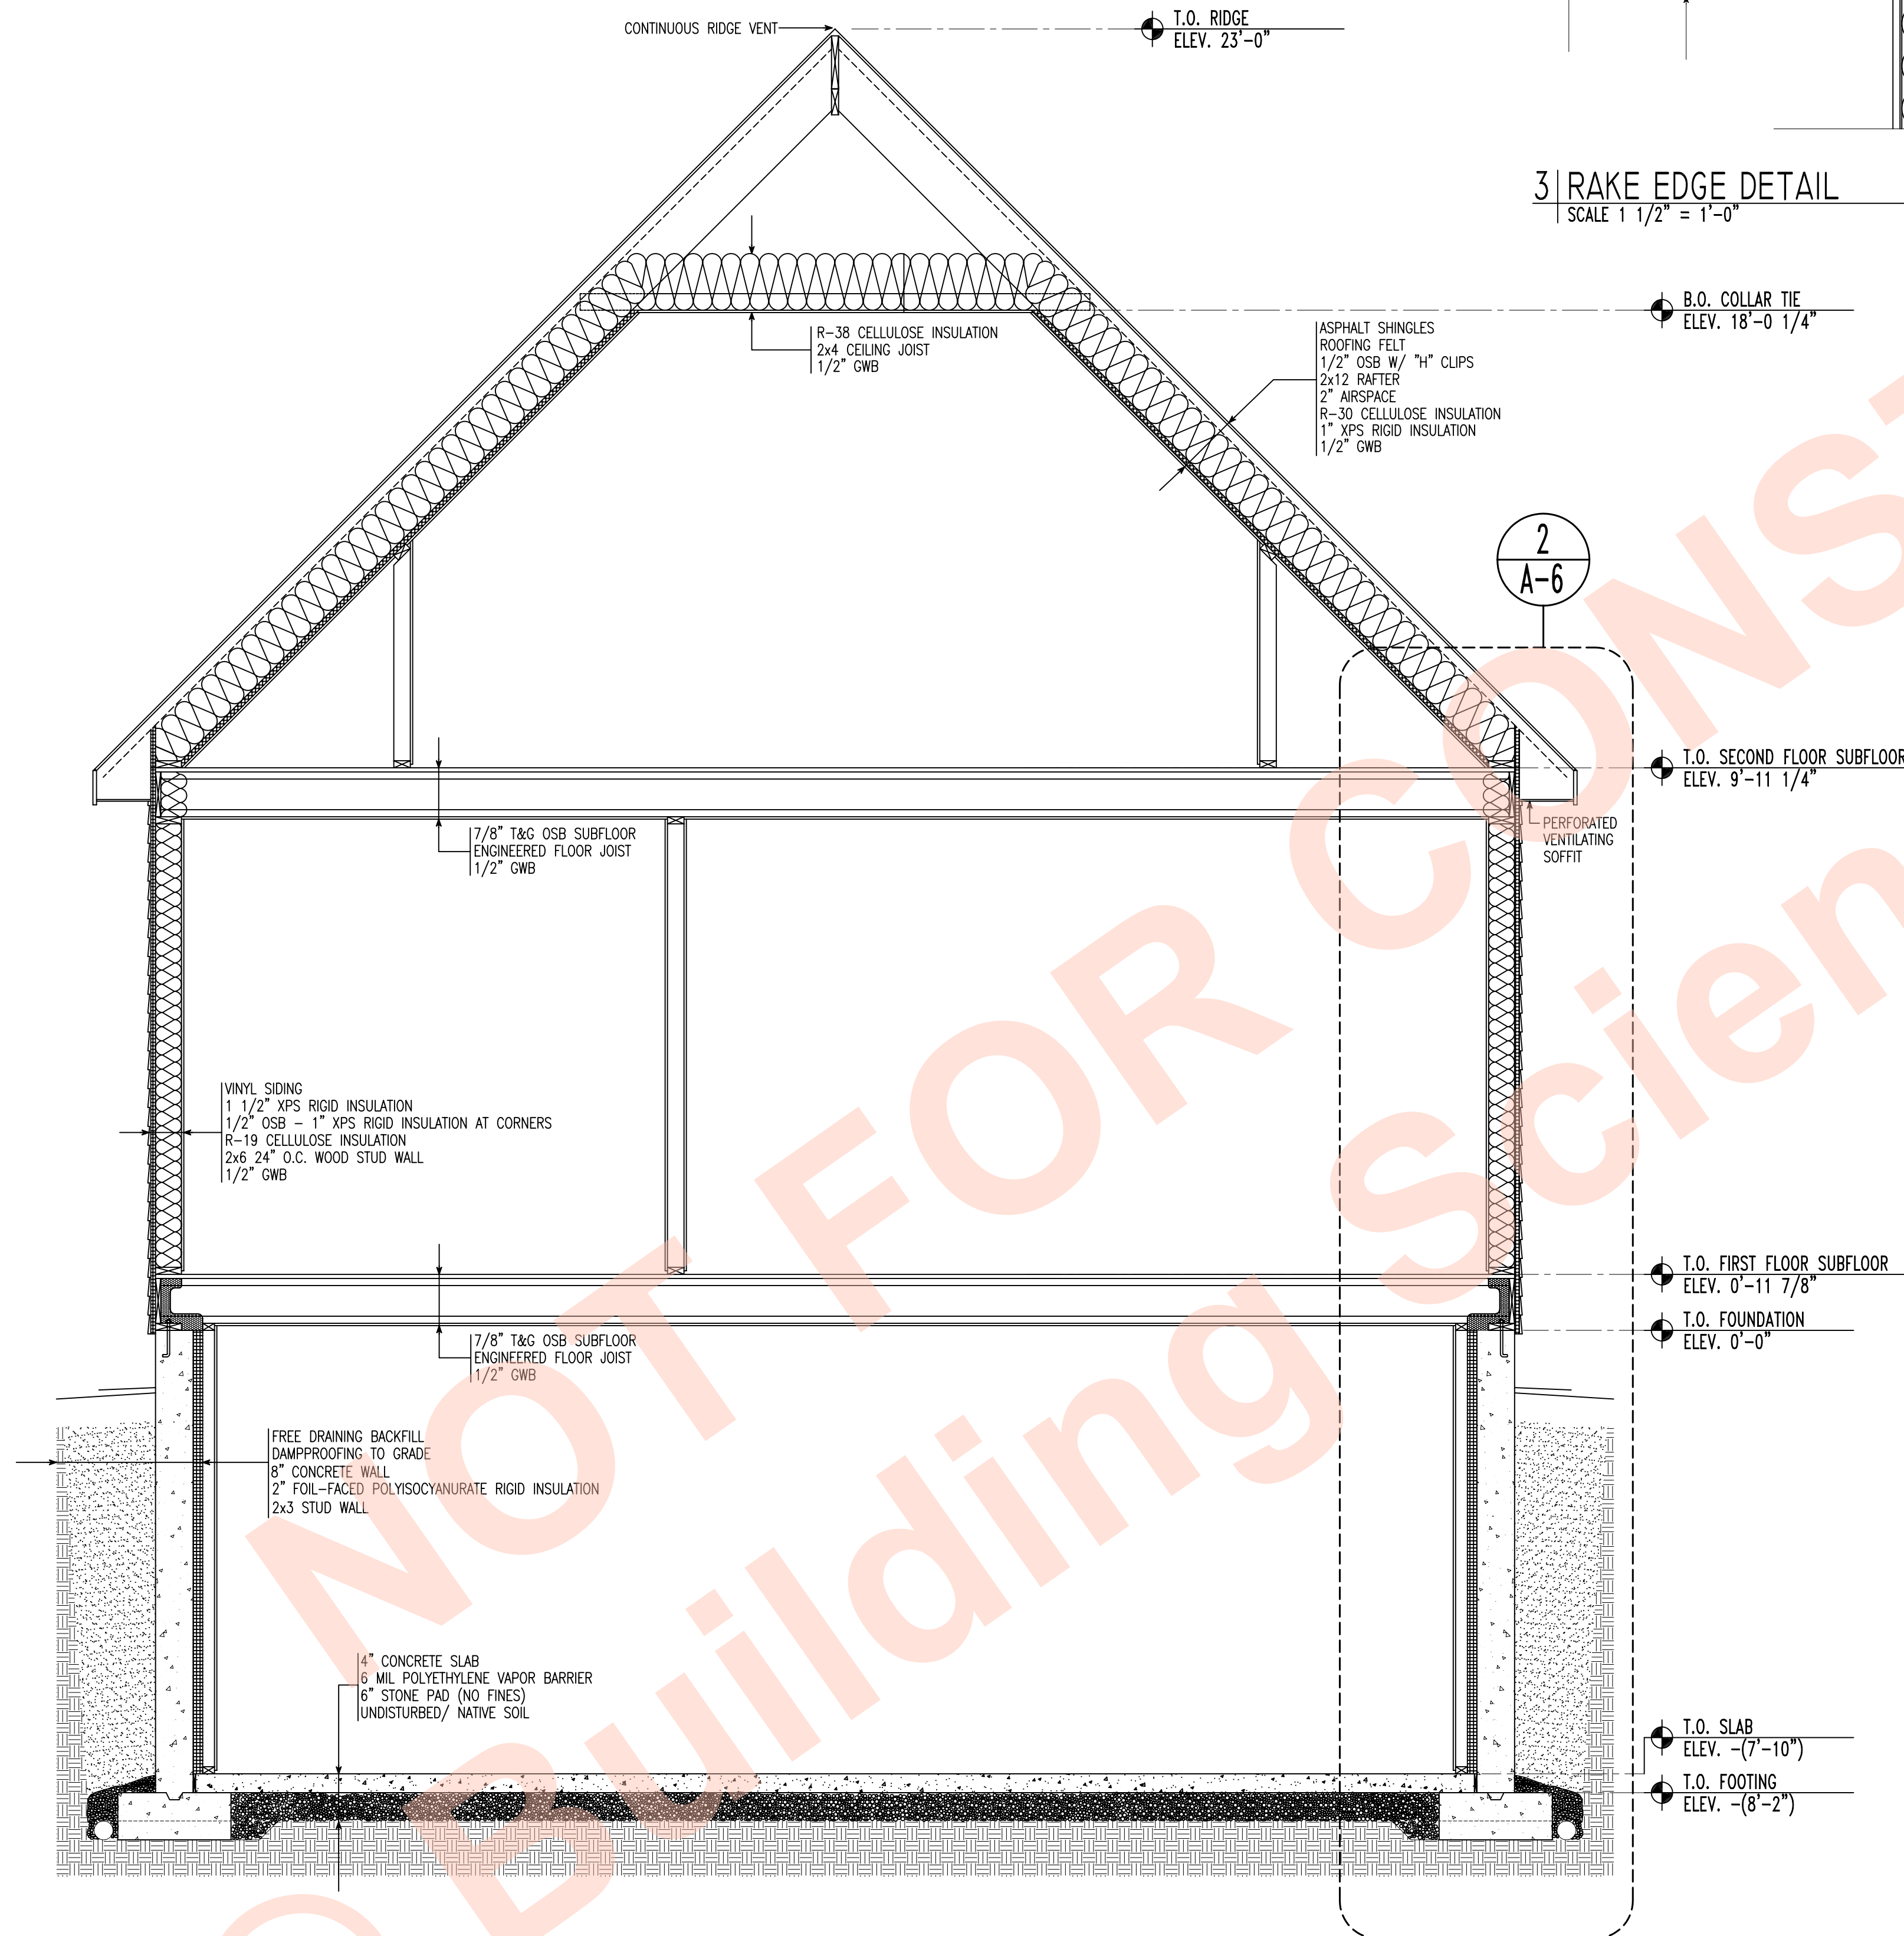 CONTINUOUS RIDGE VENT
T.O. RIDGE
ELEV. 23'-0"
3 RAKE EDGE DETAIL
SCALE 1 1/2" = 1'-0"
B.O. COLLAR TIE
ELEV. 18'-0 1/4"
R-38 CELLULOSE INSULATION
2x4 CEILING JOIST
1/2" GWB
ASPHALT SHINGLES
ROOFING FELT
1/2" OSB W/ "H" CLIPS
2x12 RAFTER
2" AIRSPACE
R-30 CELLULOSE INSULATION
1" XPS RIGID INSULATION
1/2" GWB
2
A-6
T.O. SECOND FLOOR SUBFLOOR
ELEV. 9'-11 1/4"
PERFORATED
VENTILATING
SOFFIT
7/8" T&G OSB SUBFLOOR
ENGINEERED FLOOR JOIST
1/2" GWB
VINYL SIDING
1 1/2" XPS RIGID INSULATION
1/2" OSB - 1" XPS RIGID INSULATION AT CORNERS
R-19 CELLULOSE INSULATION
2x6 24" O.C. WOOD STUD WALL
1/2" GWB
T.O. FIRST FLOOR SUBFLOOR
ELEV. 0'-11 7/8"
T.O. FOUNDATION
ELEV. 0'-0"
7/8" T&G OSB SUBFLOOR
ENGINEERED FLOOR JOIST
1/2" GWB
FREE DRAINING BACKFILL
DAMPPROOFING TO GRADE
8" CONCRETE WALL
2" FOIL-FACED POLYISOCYANURATE RIGID INSULATION
2x3 STUD WALL
4" CONCRETE SLAB
6 MIL POLYETHYLENE VAPOR BARRIER
6" STONE PAD (NO FINES)
UNDISTURBED/ NATIVE SOIL
T.O. SLAB
ELEV. -(7'-10")
T.O. FOOTING
ELEV. -(8'-2")
NOT FOR CONST
© Building Scien